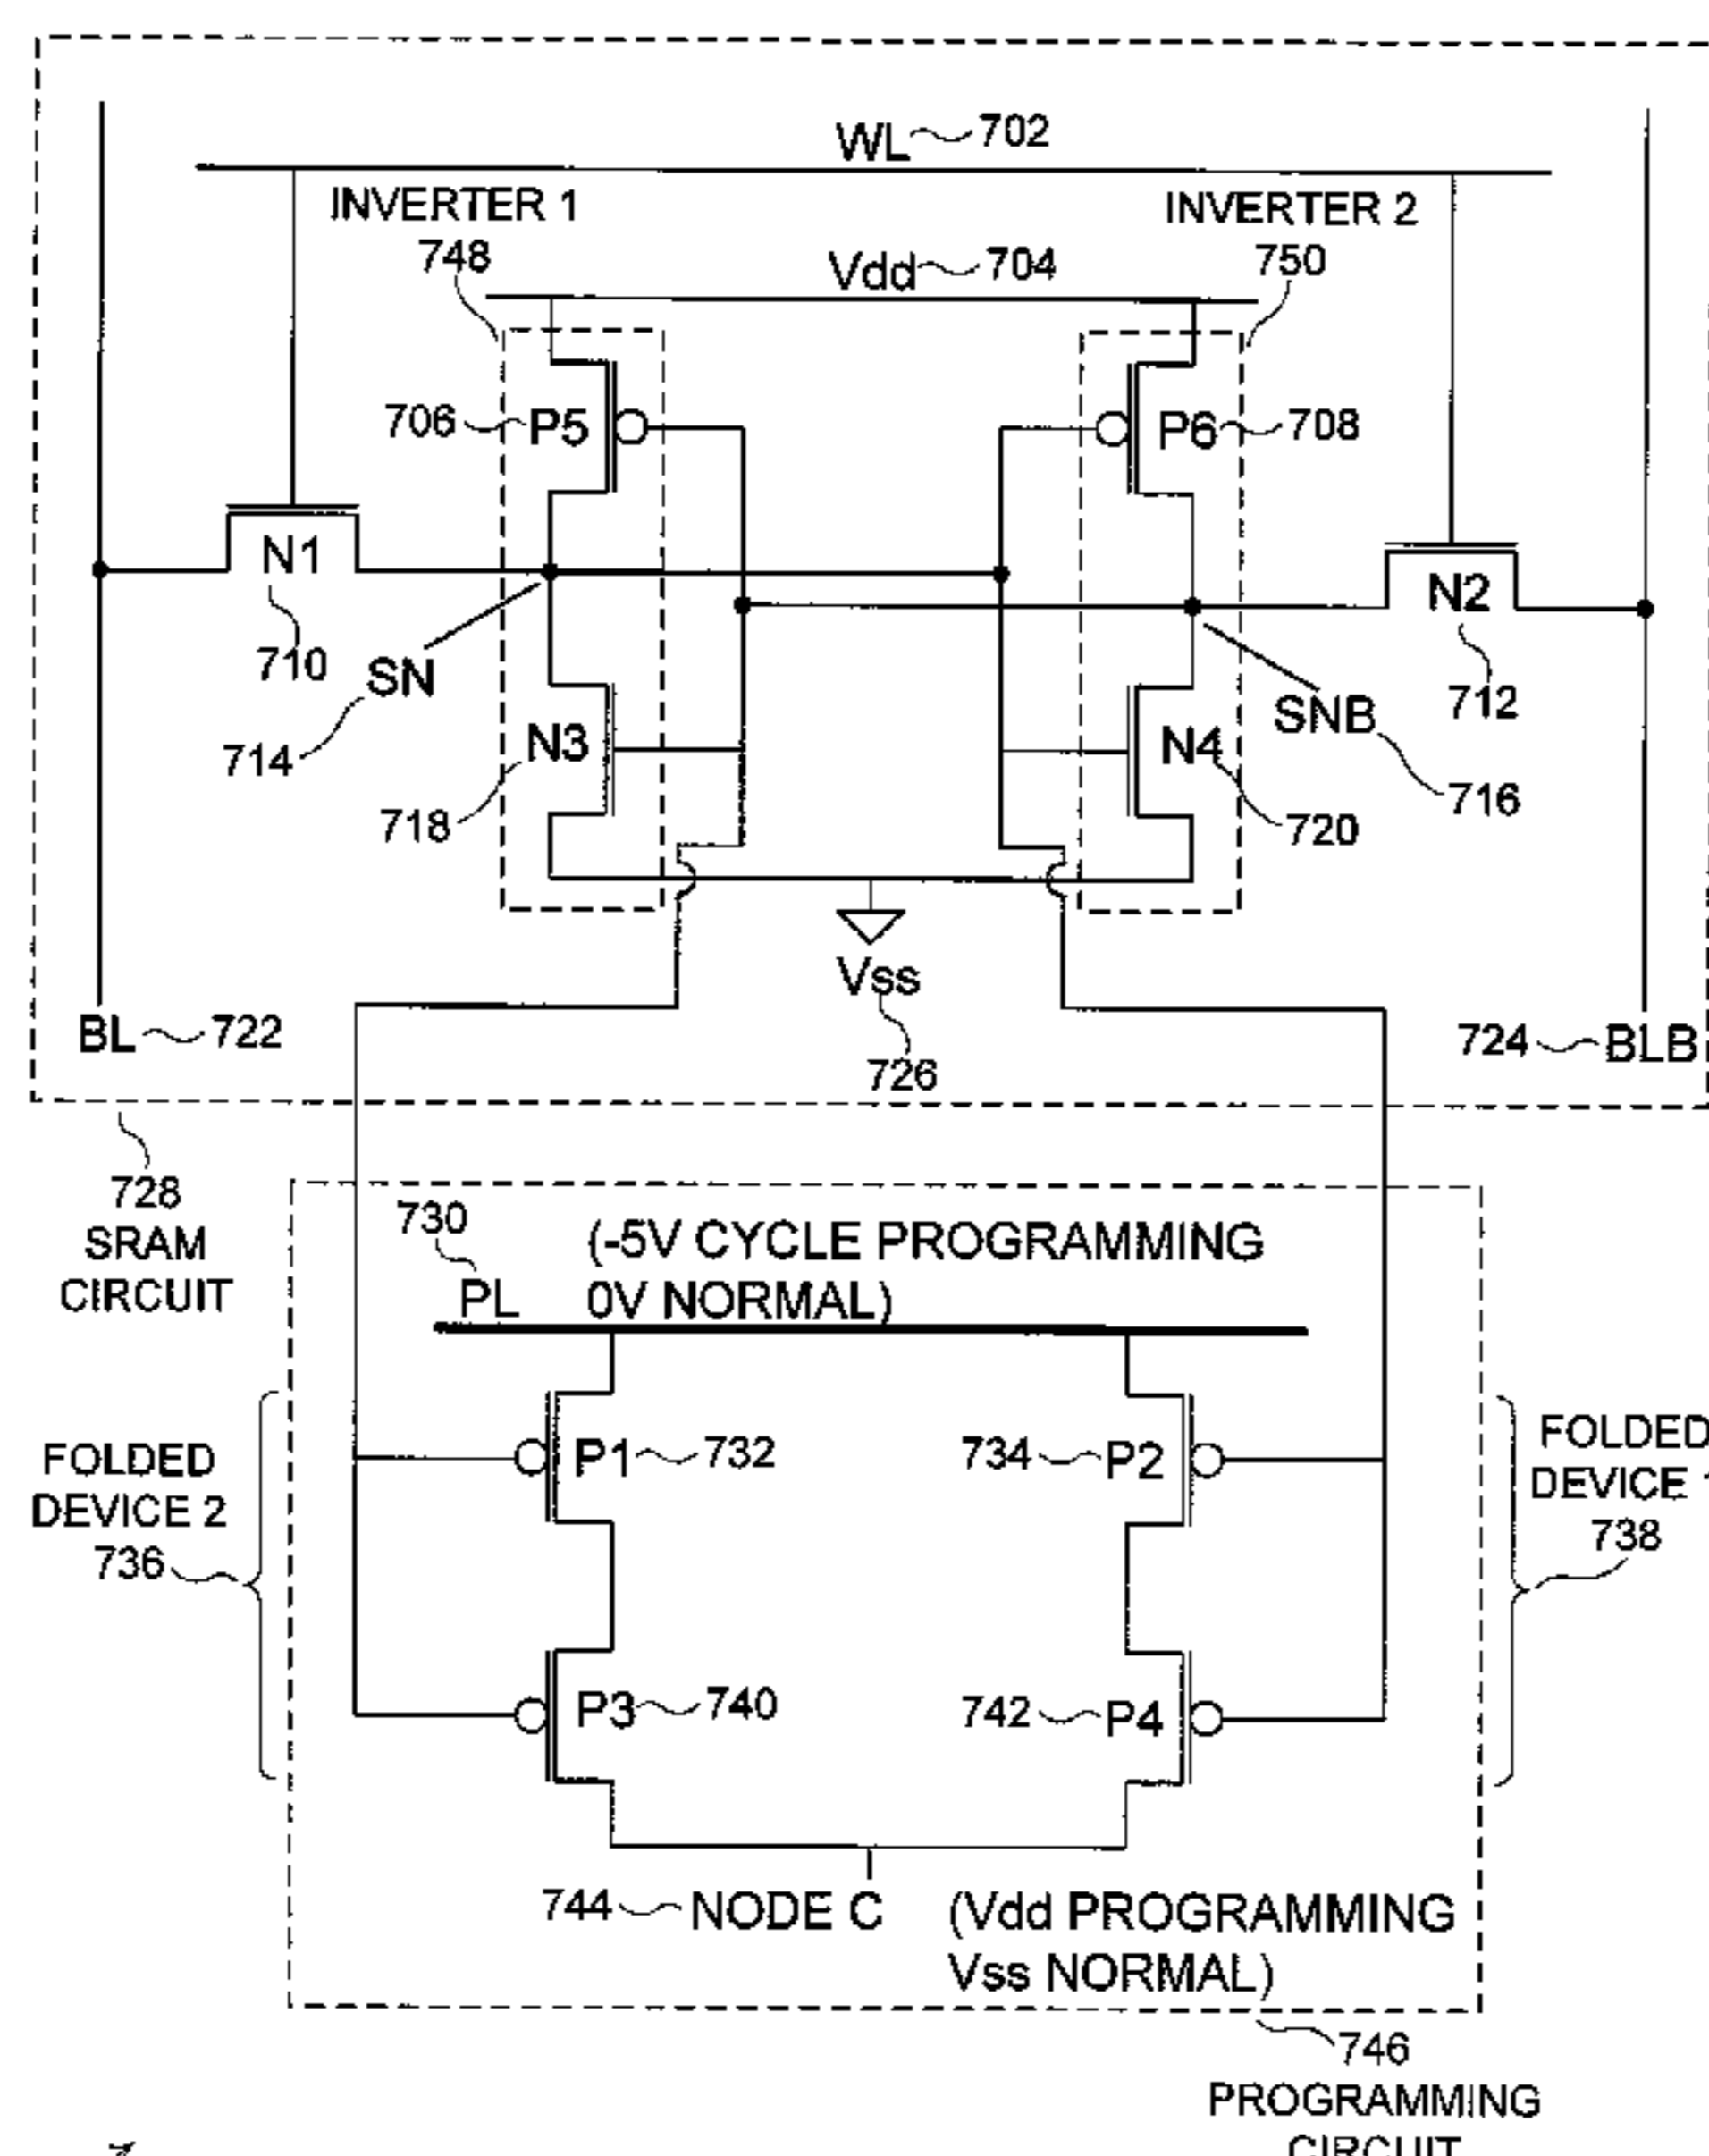 WL 702
INVERTER 1
748
INVERTER 2
750
Vdd 704
706 P5
P6 708
N1
710
N2
712
SN
714
SNB
716
N3
718
N4
720
Vss
726
BL 722
724 BLB
728
SRAM
CIRCUIT
730
PL
(-5V CYCLE PROGRAMMING
0V NORMAL)
FOLDED
DEVICE 2
736
P1 732
734 P2
FOLDED
DEVICE 1
738
P3 740
742 P4
744 NODE C
(Vdd PROGRAMMING
Vss NORMAL)
746
PROGRAMMING
CIRCUIT